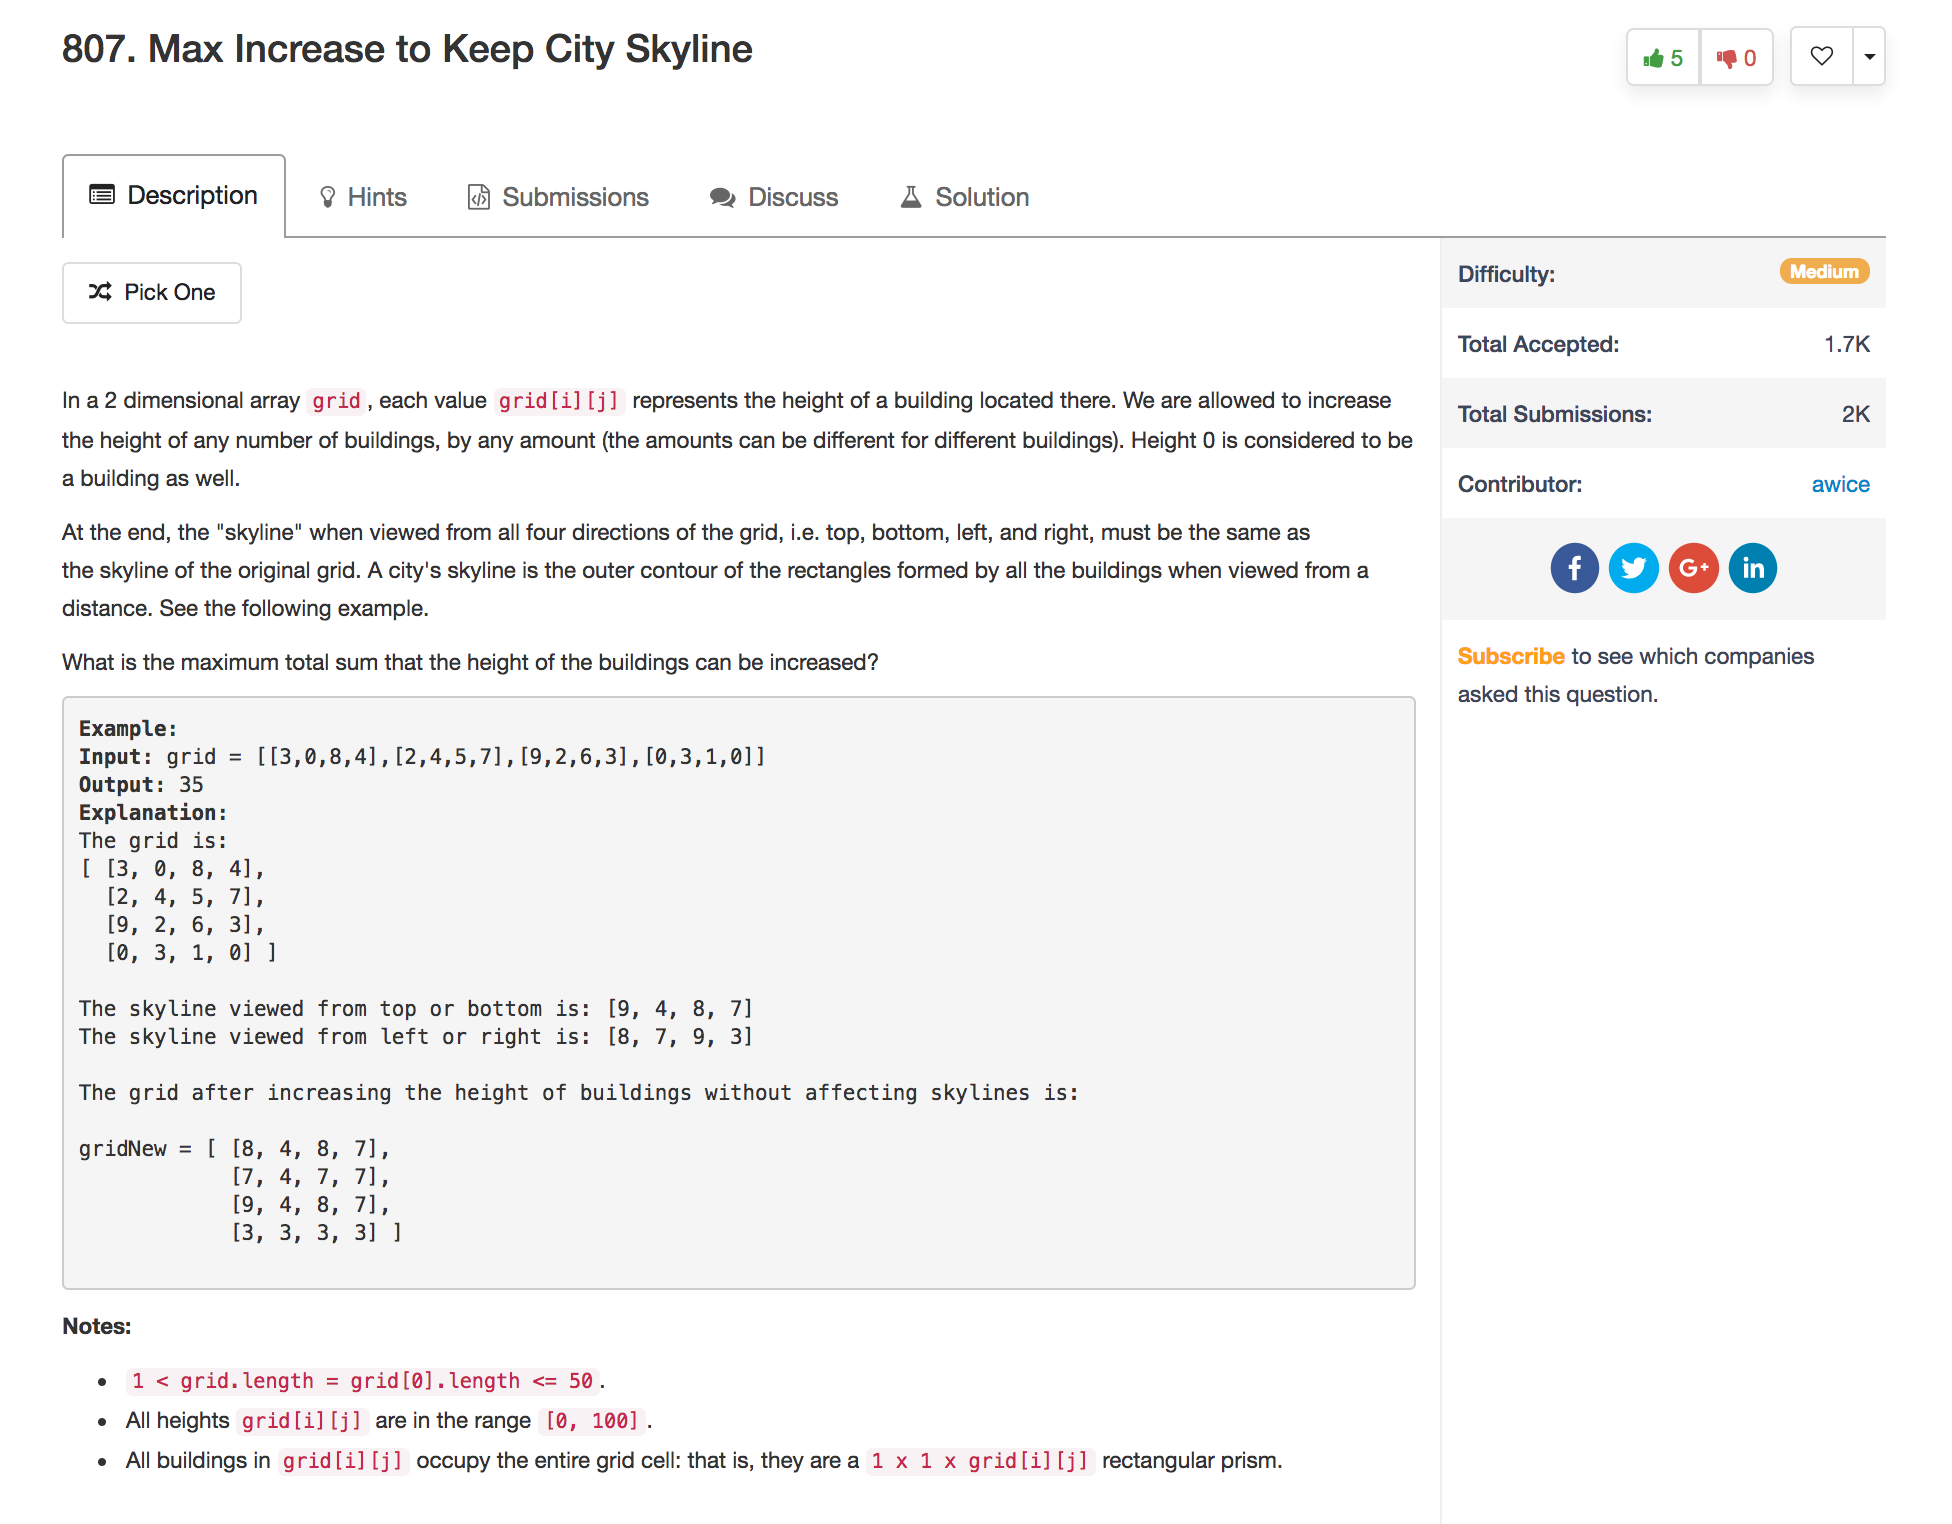 807. Max Increase to Keep City Skyline
5
0
Description
Hints
Submissions
Discuss
Solution
Pick One
In a 2 dimensional array grid, each value grid[i][j] represents the height of a building located there. We are allowed to increase
the height of any number of buildings, by any amount (the amounts can be different for different buildings). Height 0 is considered to be
a building as well.
At the end, the "skyline" when viewed from all four directions of the grid, i.e. top, bottom, left, and right, must be the same as
the skyline of the original grid. A city's skyline is the outer contour of the rectangles formed by all the buildings when viewed from a
distance. See the following example.
What is the maximum total sum that the height of the buildings can be increased?
Example:
Input: grid = [[3,0,8,4],[2,4,5,7],[9,2,6,3],[0,3,1,0]]
Output: 35
Explanation:
The grid is:
[ [3, 0, 8, 4],
  [2, 4, 5, 7],
  [9, 2, 6, 3],
  [0, 3, 1, 0] ]
The skyline viewed from top or bottom is: [9, 4, 8, 7]
The skyline viewed from left or right is: [8, 7, 9, 3]
The grid after increasing the height of buildings without affecting skylines is:
gridNew = [ [8, 4, 8, 7],
            [7, 4, 7, 7],
            [9, 4, 8, 7],
            [3, 3, 3, 3] ]
Notes:
• 1 < grid.length = grid[0].length <= 50.
• All heights grid[i][j] are in the range [0, 100].
• All buildings in grid[i][j] occupy the entire grid cell: that is, they are a 1 x 1 x grid[i][j] rectangular prism.
Difficulty: Medium
Total Accepted: 1.7K
Total Submissions: 2K
Contributor: awice
f
G+
in
Subscribe to see which companies
asked this question.